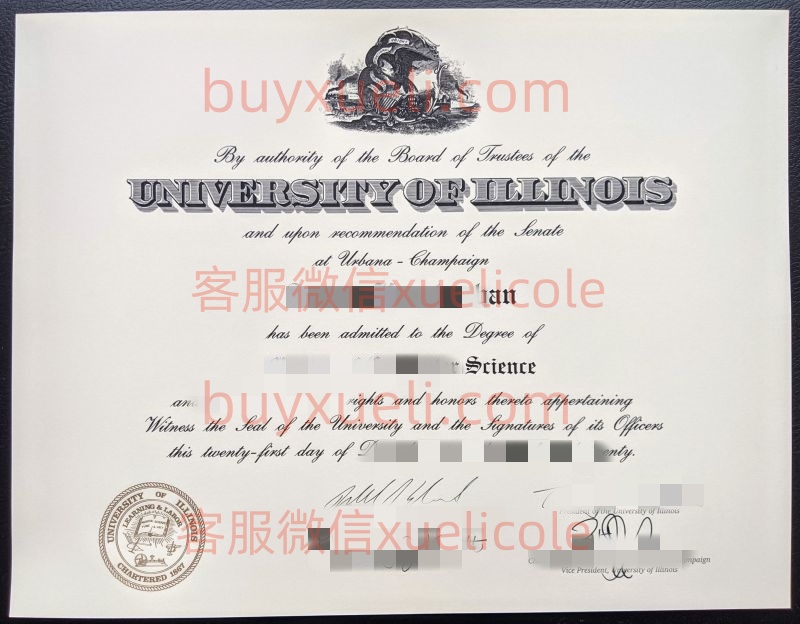 buyxueli.com
By authority of the Board of Trustees of the
UNIVERSITY OF ILLINOIS
and upon recommendation of the Senate
at Urbana - Champaign
客服微信xuelicole
has been admitted to the Degree of
Science
rights and honors thereto appertaining
buyxueli.com
Witness the Seal of the University and the Signatures of its Officers
this twenty-first day of
President of the University of Illinois
客服微信xuelicole
Vice President, University of Illinois
UNIVERSITY OF ILLINOIS
LEARNING & LABOR
CHARTERED 1867